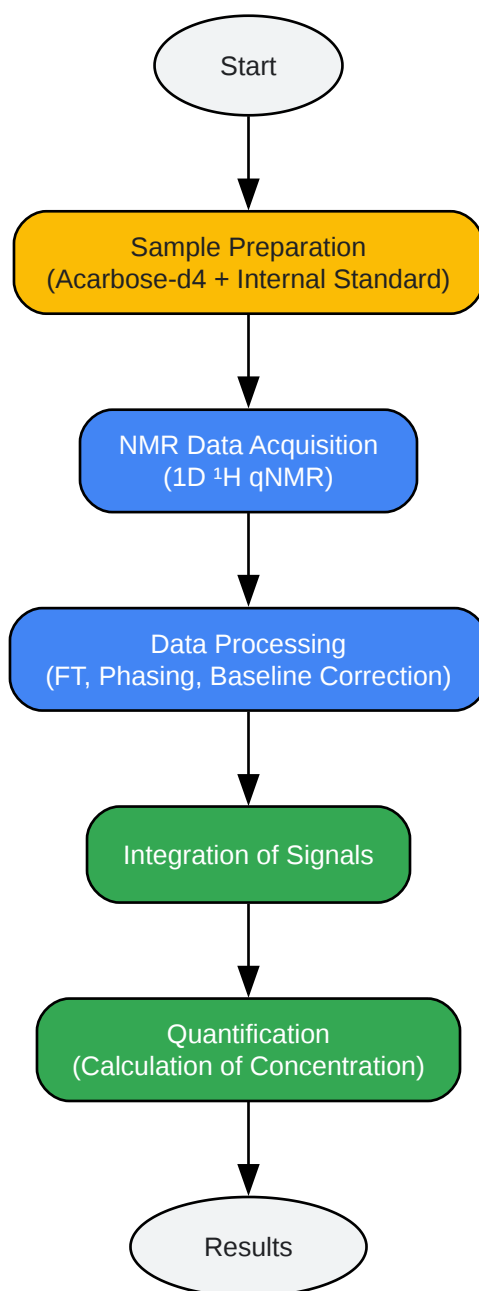 Start
Sample Preparation
(Acarbose-d4 + Internal Standard)
NMR Data Acquisition
(1D ¹H qNMR)
Data Processing
(FT, Phasing, Baseline Correction)
Integration of Signals
Quantification
(Calculation of Concentration)
Results